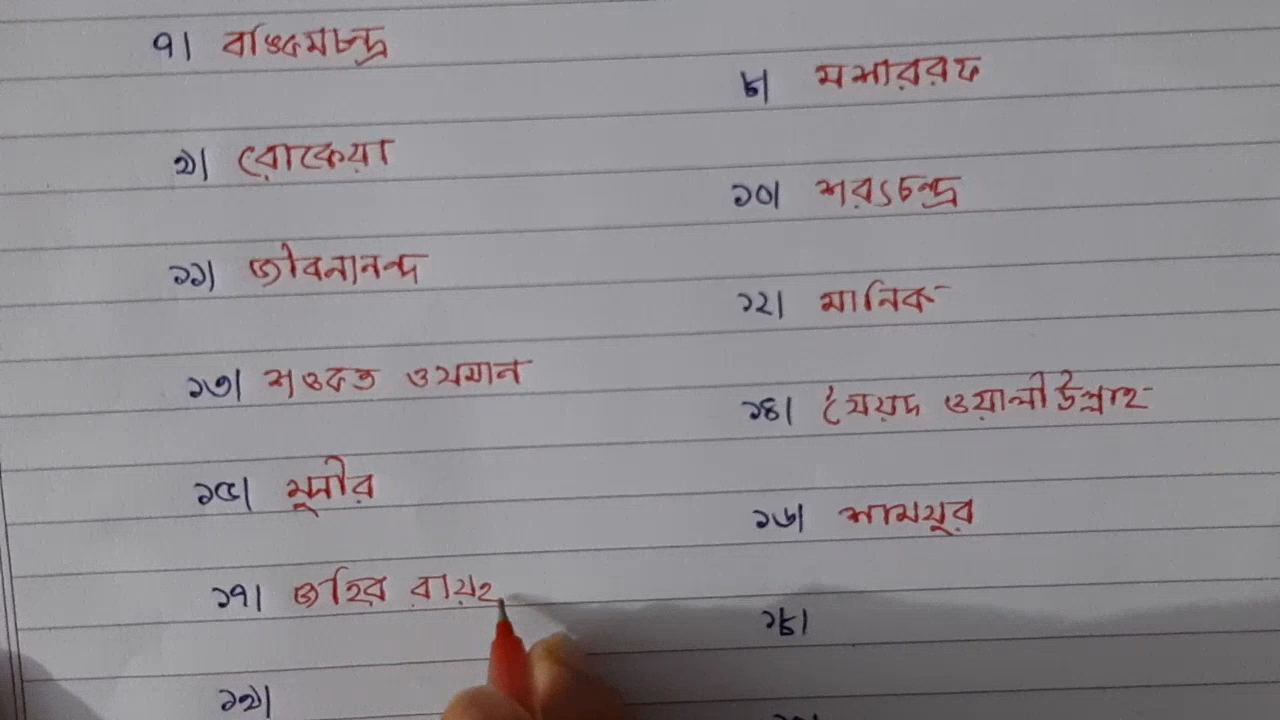 ৭। বঙ্কিমচন্দ্র
৮। মশাররফ
৯। রোকেয়া
১০। শরৎচন্দ্র
১১। জীবনানন্দ
১২। মানিক
১৩। শওকত ওসমান
১৪। সৈয়দ ওয়ালীউল্লাহ
১৫। মুনীর
১৬। শামসুর
১৭। জহির রায়হ
১৮।
১৯।